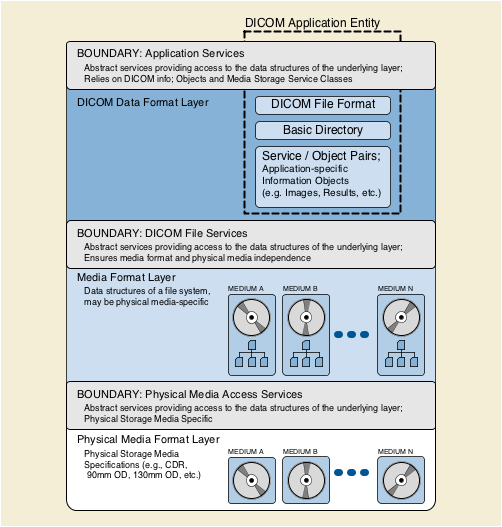 DICOM Application Entity
BOUNDARY: Application Services
Abstract services providing access to the data structures of the underlying layer;
Relies on DICOM info; Objects and Media Storage Service Classes
DICOM Data Format Layer
DICOM File Format
Basic Directory
Service / Object Pairs;
Application-specific
Information Objects
(e.g. Images, Results, etc.)
BOUNDARY: DICOM File Services
Abstract services providing access to the data structures of the underlying layer;
Ensures media format and physical media independence
Media Format Layer
Data structures of a file system,
may be physical media-specific
MEDIUM A
MEDIUM B
MEDIUM N
BOUNDARY: Physical Media Access Services
Abstract services providing access to the data structures of the underlying layer;
Physical Storage Media Specific
Physical Media Format Layer
Physical Storage Media
Specifications (e.g., CDR,
90mm OD, 130mm OD, etc.)
MEDIUM A
MEDIUM B
MEDIUM N